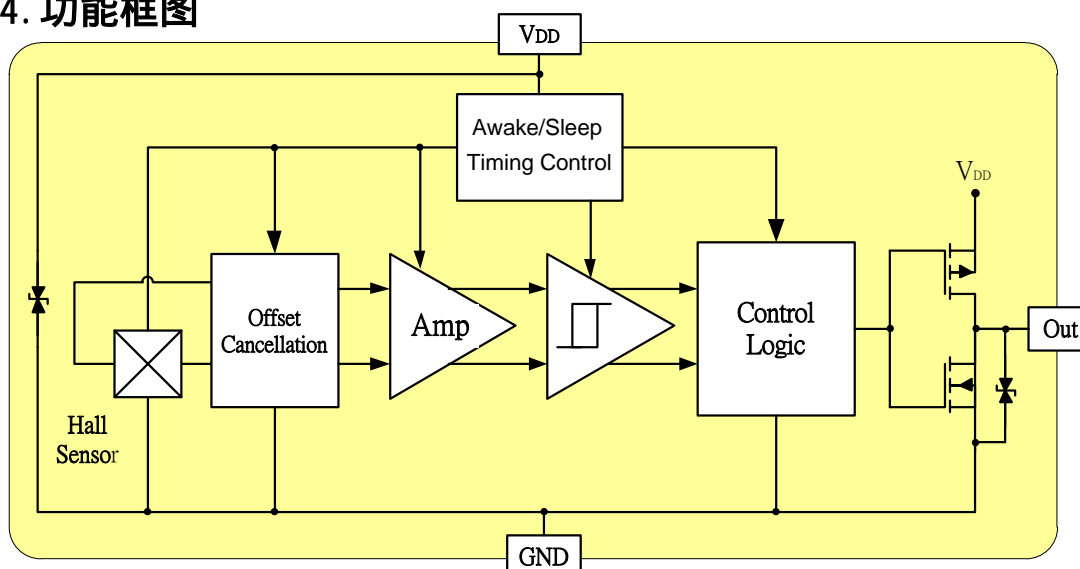 4. 功能框图
VDD
Awake/Sleep
Timing Control
VDD
Offset
Cancellation
Amp
Control
Logic
Out
Hall
Sensor
GND